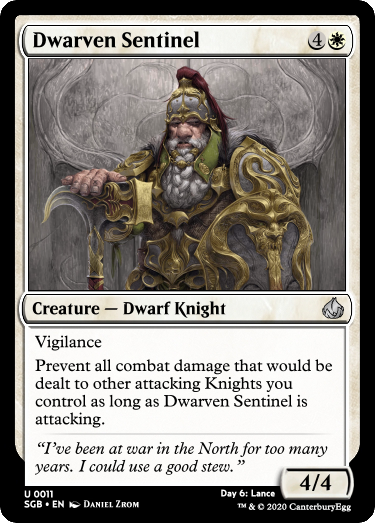 Dwarven Sentinel 4
Creature — Dwarf Knight
Vigilance
Prevent all combat damage that would be
dealt to other attacking Knights you
control as long as Dwarven Sentinel is
attacking.
“I’ve been at war in the North for too many
years. I could use a good stew.”
4/4
U 0011 Day 6: Lance
SGB • EN Daniel Zrom ™ & © 2020 CanterburyEgg